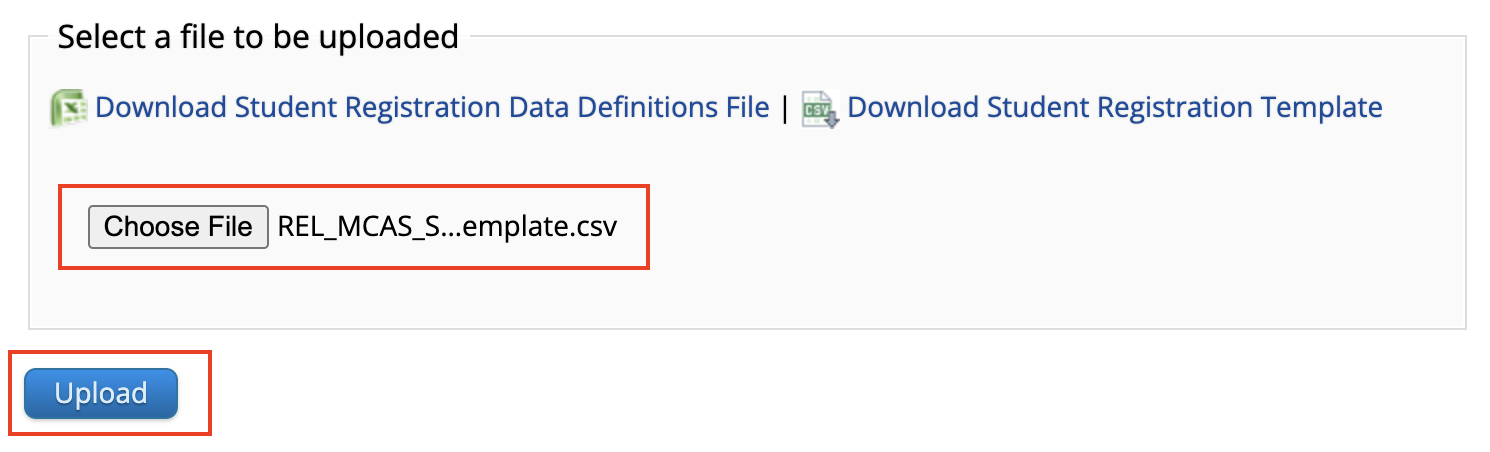 Select a file to be uploaded
Download Student Registration Data Definitions File | CSV Download Student Registration Template
Choose File REL_MCAS_S...emplate.csv
Upload